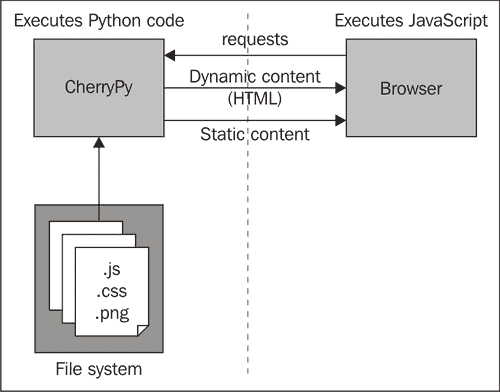 Executes Python code
Executes JavaScript
requests
CherryPy
Dynamic content
(HTML)
Browser
Static content
.js
.css
.png
File system